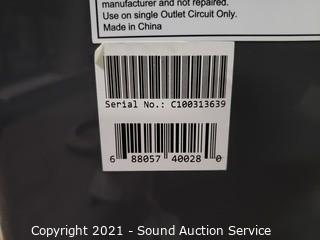 manufacturer and not repaired.
Use on single Outlet Circuit Only.
Made in China
Serial No.: C100313639
6 88057 40028 0
Copyright 2021 - Sound Auction Service